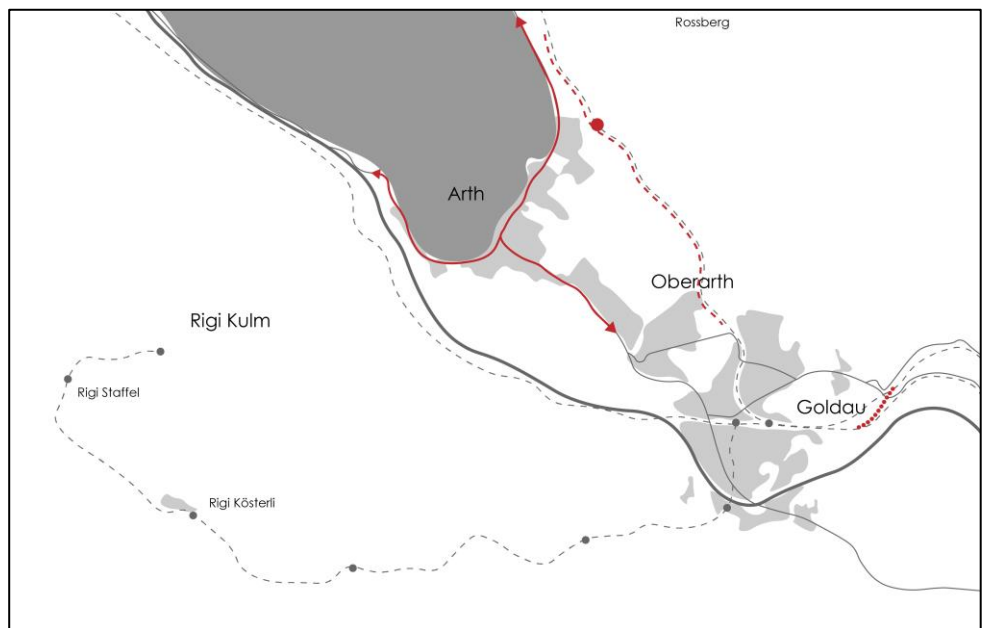 Rossberg
Arth
Oberarth
Rigi Kulm
Rigi Staffel
Goldau
Rigi Kösterli